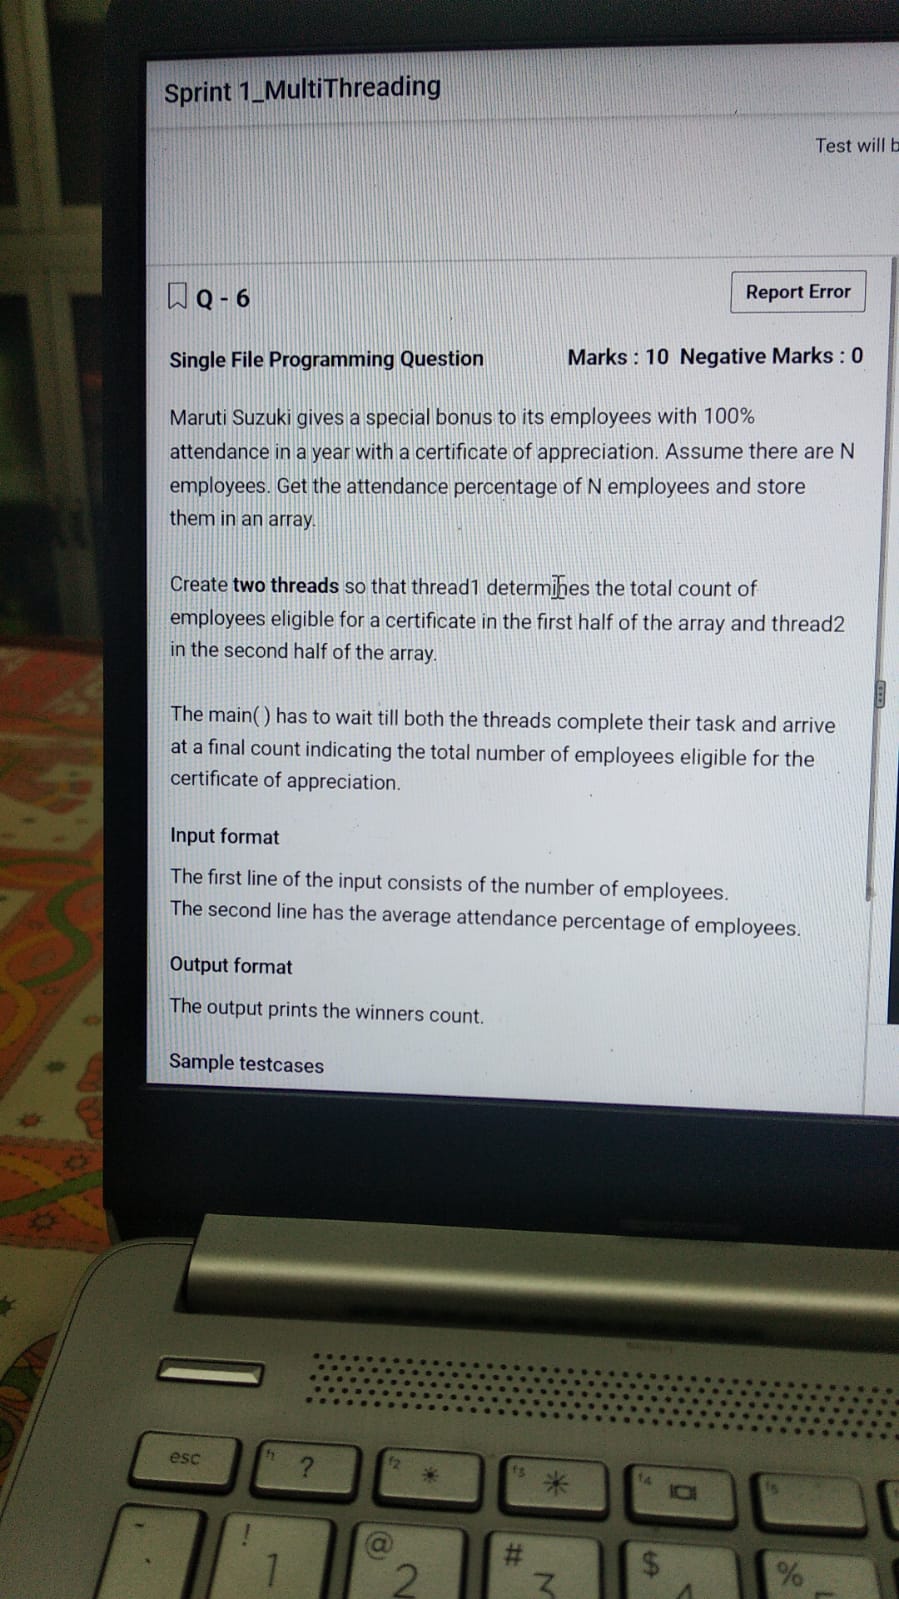 Sprint 1_MultiThreading
Test will b
Q - 6
Report Error
Single File Programming Question Marks : 10 Negative Marks : 0
Maruti Suzuki gives a special bonus to its employees with 100%
attendance in a year with a certificate of appreciation. Assume there are N
employees. Get the attendance percentage of N employees and store
them in an array.
Create two threads so that thread1 determines the total count of
employees eligible for a certificate in the first half of the array and thread2
in the second half of the array.
The main( ) has to wait till both the threads complete their task and arrive
at a final count indicating the total number of employees eligible for the
certificate of appreciation.
Input format
The first line of the input consists of the number of employees.
The second line has the average attendance percentage of employees.
Output format
The output prints the winners count.
Sample testcases
esc f1 ? f2 f3 f4 f5
! @ # $ %
1 2 3 4